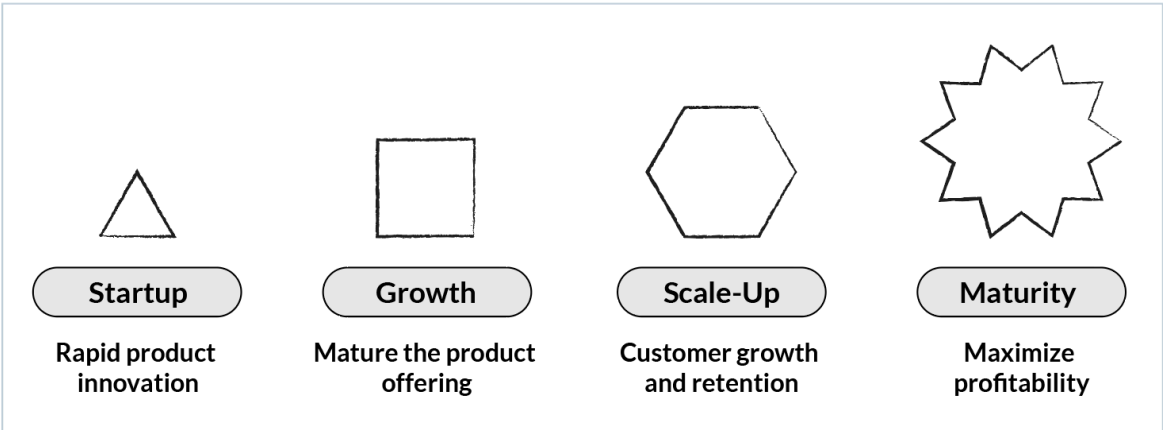 Startup
Growth
Scale-Up
Maturity
Rapid product
innovation
Mature the product
offering
Customer growth
and retention
Maximize
profitability